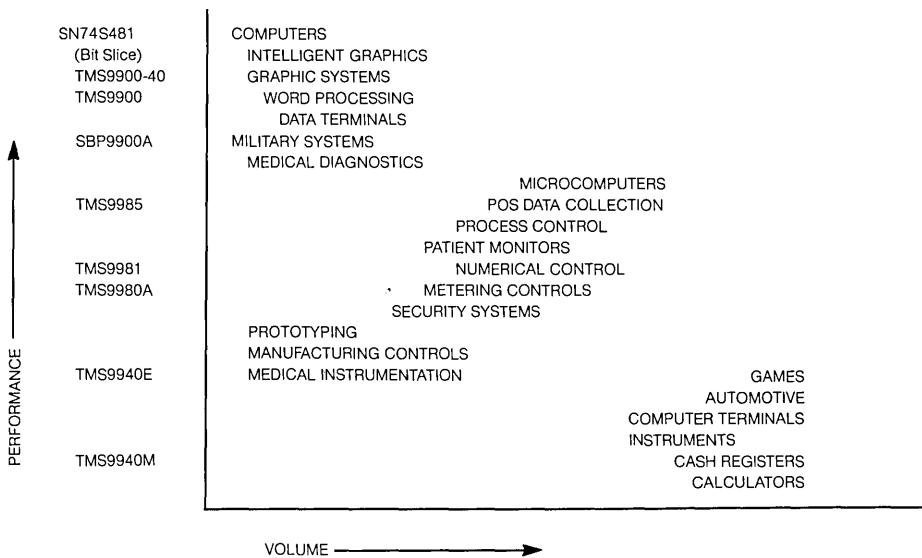 SN74S481 COMPUTERS
(Bit Slice) INTELLIGENT GRAPHICS
TMS9900-40 GRAPHIC SYSTEMS
TMS9900 WORD PROCESSING
DATA TERMINALS
SBP9900A MILITARY SYSTEMS
MEDICAL DIAGNOSTICS
MICROCOMPUTERS
TMS9985 POS DATA COLLECTION
PROCESS CONTROL
PATIENT MONITORS
TMS9981 NUMERICAL CONTROL
TMS9980A METERING CONTROLS
SECURITY SYSTEMS
PROTOTYPING
MANUFACTURING CONTROLS
TMS9940E MEDICAL INSTRUMENTATION GAMES
AUTOMOTIVE
COMPUTER TERMINALS
INSTRUMENTS
TMS9940M CASH REGISTERS
CALCULATORS
PERFORMANCE
VOLUME